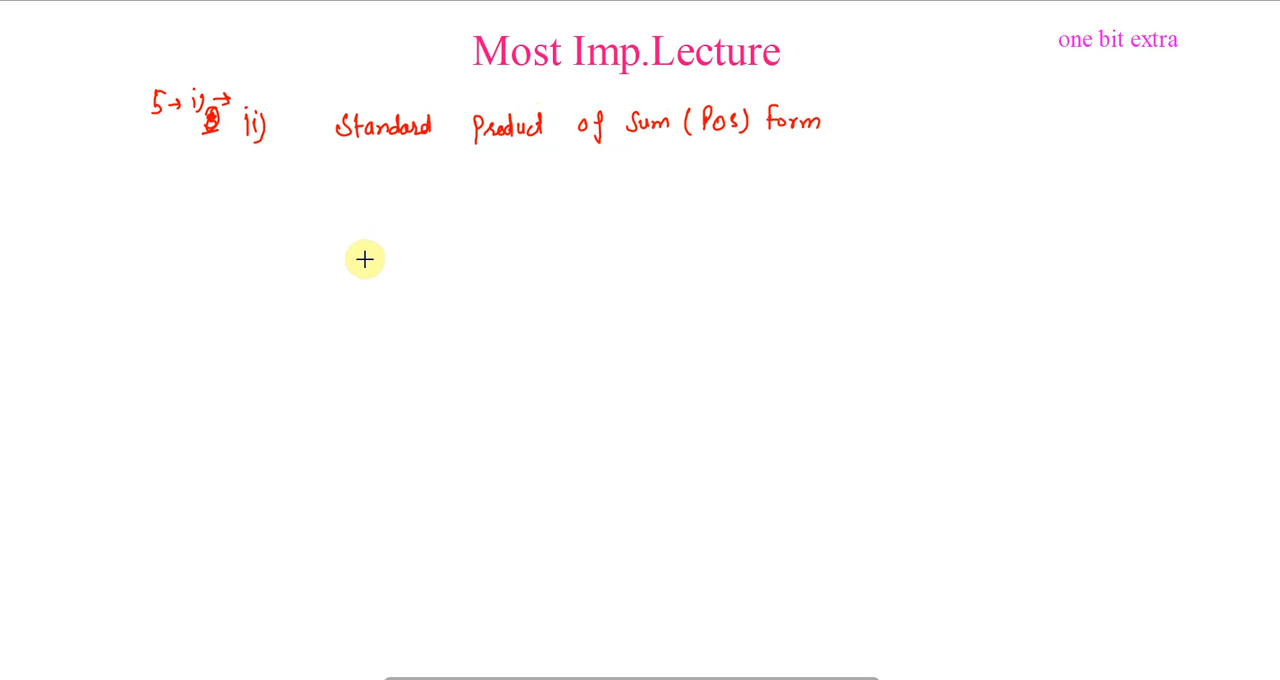 Most Imp.Lecture
one bit extra
5→ i) →
ii) Standard Product of Sum (POS) Form